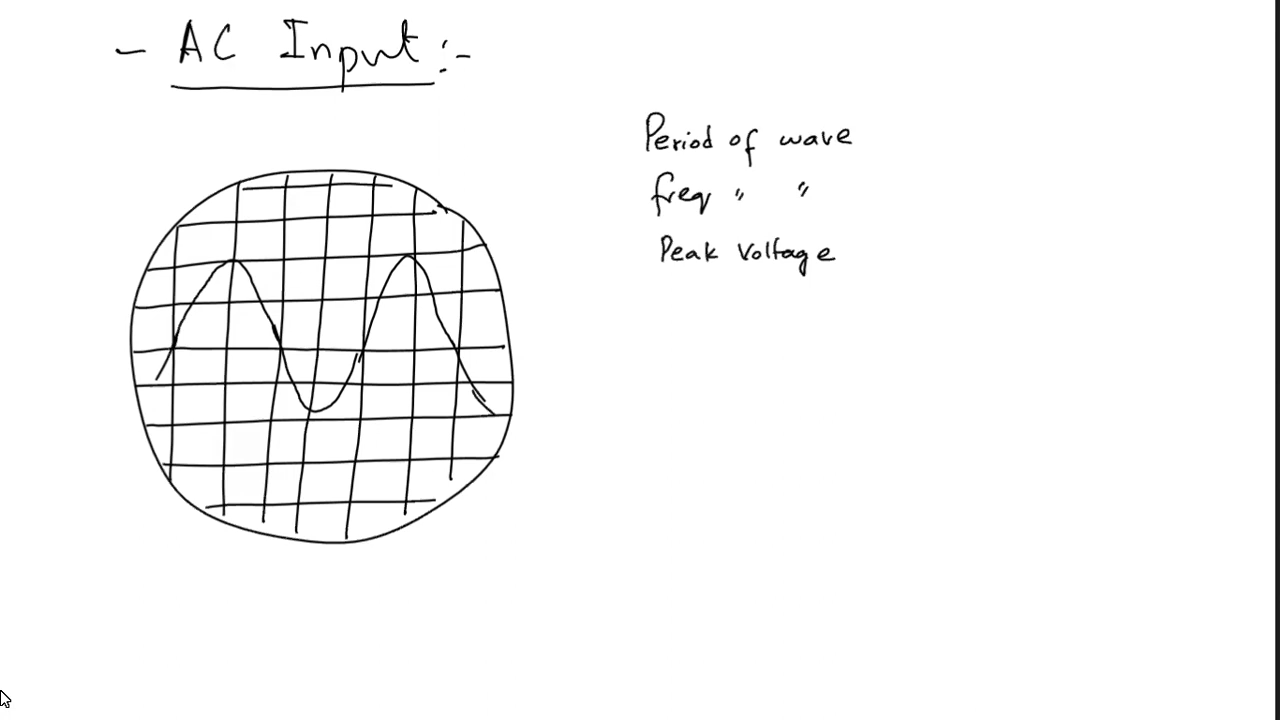 - AC Input :-
Period of wave
freq " "
Peak Voltage